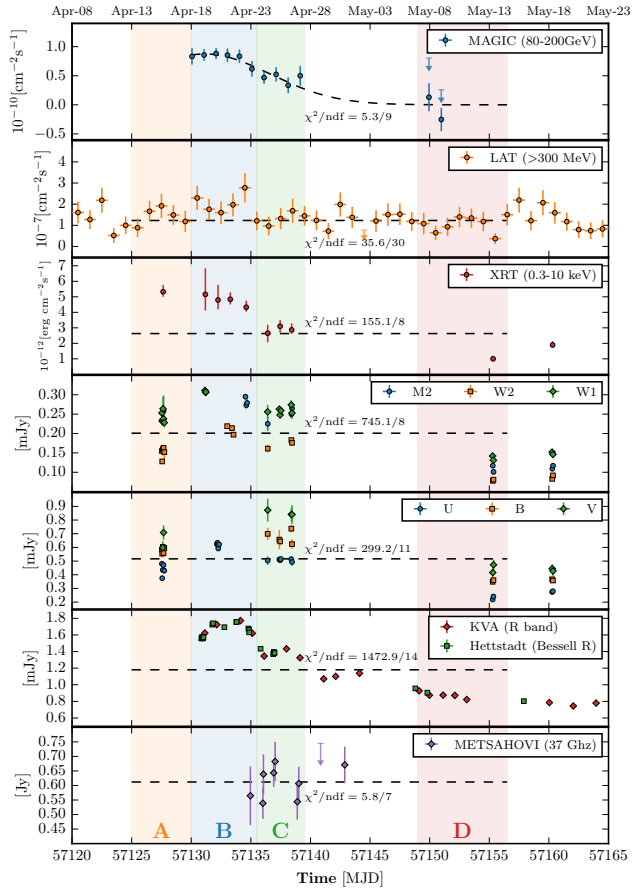 Apr-08 Apr-13 Apr-18 Apr-23 Apr-28 May-03 May-08 May-13 May-18 May-23
MAGIC (80-200GeV)
10⁻¹⁰[cm⁻²s⁻¹]
1.0
0.5
0.0
−0.5
χ²/ndf = 5.3/9
LAT (>300 MeV)
10⁻⁷[cm⁻²s⁻¹]
5
4
3
2
1
0
χ²/ndf = 35.6/30
XRT (0.3-10 keV)
10⁻¹²[erg cm⁻²s⁻¹]
7
6
5
4
3
2
1
χ²/ndf = 155.1/8
M2 W2 W1
[mJy]
0.30
0.25
0.20
0.15
0.10
χ²/ndf = 745.1/8
U B V
[mJy]
0.9
0.8
0.7
0.6
0.5
0.4
0.3
0.2
χ²/ndf = 299.2/11
KVA (R band)
Hettstadt (Bessell R)
[mJy]
1.8
1.6
1.4
1.2
1.0
0.8
0.6
χ²/ndf = 1472.9/14
METSAHOVI (37 Ghz)
[Jy]
0.75
0.70
0.65
0.60
0.55
0.50
0.45
χ²/ndf = 5.8/7
A B C D
57120 57125 57130 57135 57140 57145 57150 57155 57160 57165
Time [MJD]